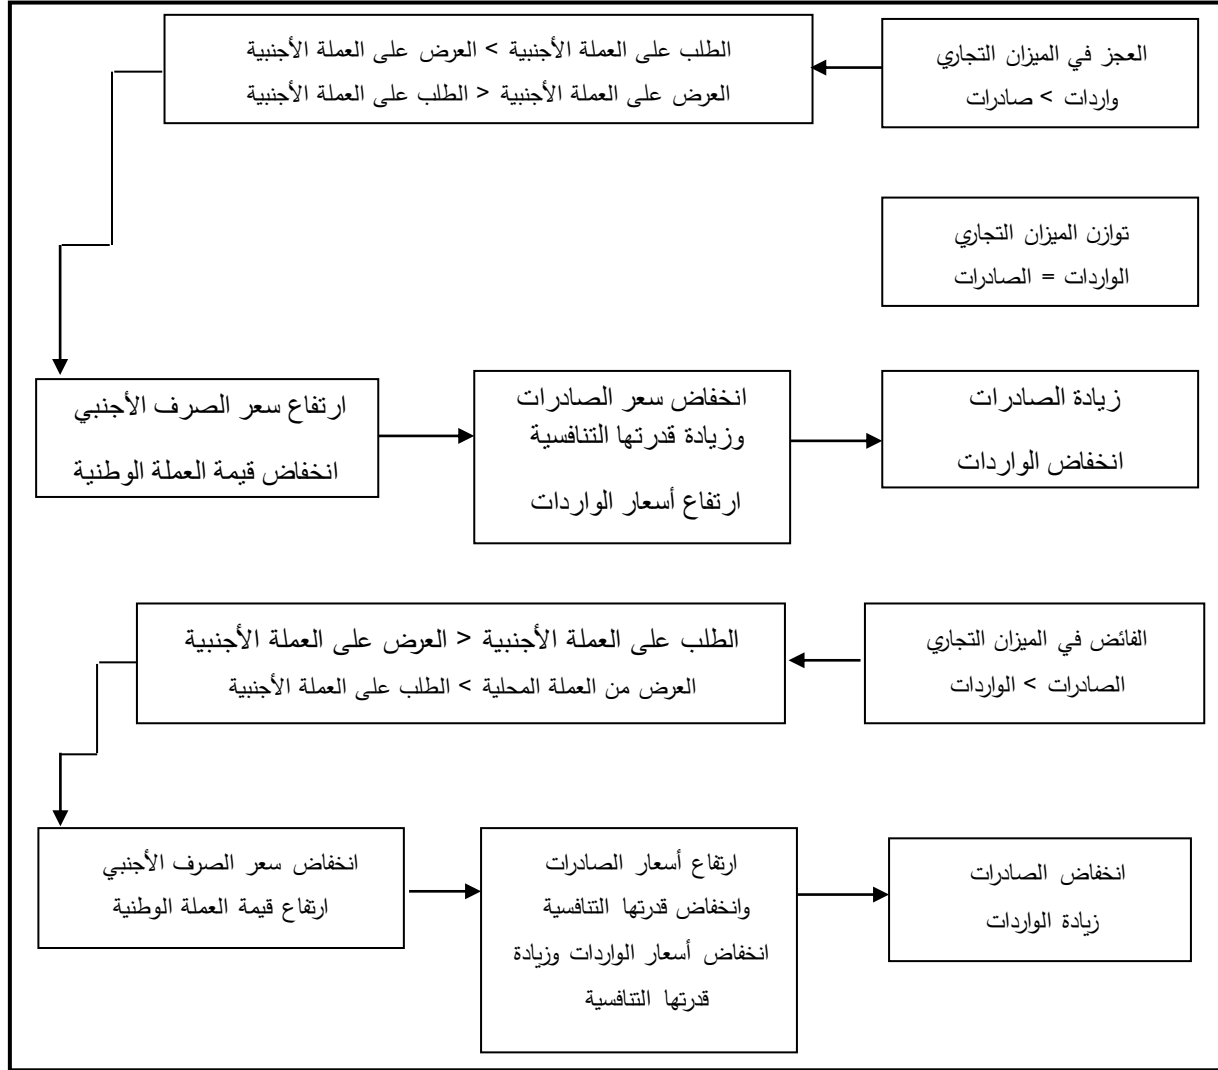 العجز في الميزان التجاري
واردات > صادرات
الطلب على العملة الأجنبية > العرض على العملة الأجنبية
العرض على العملة الأجنبية < الطلب على العملة الأجنبية
توازن الميزان التجاري
الواردات = الصادرات
ارتفاع سعر الصرف الأجنبي
انخفاض قيمة العملة الوطنية
انخفاض سعر الصادرات
وزيادة قدرتها التنافسية
ارتفاع أسعار الواردات
زيادة الصادرات
انخفاض الواردات
الفائض في الميزان التجاري
الصادرات > الواردات
الطلب على العملة الأجنبية < العرض على العملة الأجنبية
العرض من العملة المحلية > الطلب على العملة الأجنبية
انخفاض سعر الصرف الأجنبي
ارتفاع قيمة العملة الوطنية
ارتفاع أسعار الصادرات
وانخفاض قدرتها التنافسية
انخفاض أسعار الواردات وزيادة
قدرتها التنافسية
انخفاض الصادرات
زيادة الواردات